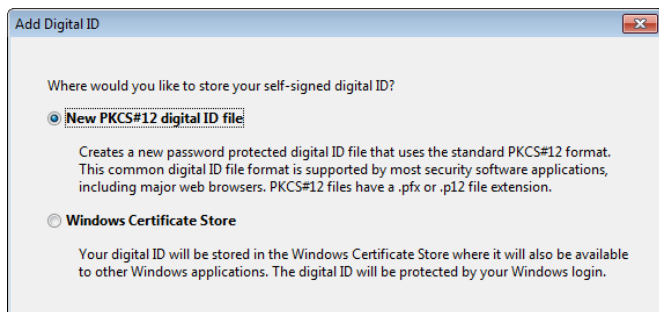 Add Digital ID
Where would you like to store your self-signed digital ID?
New PKCS#12 digital ID file
Creates a new password protected digital ID file that uses the standard PKCS#12 format.
This common digital ID file format is supported by most security software applications,
including major web browsers. PKCS#12 files have a .pfx or .p12 file extension.
Windows Certificate Store
Your digital ID will be stored in the Windows Certificate Store where it will also be available
to other Windows applications. The digital ID will be protected by your Windows login.